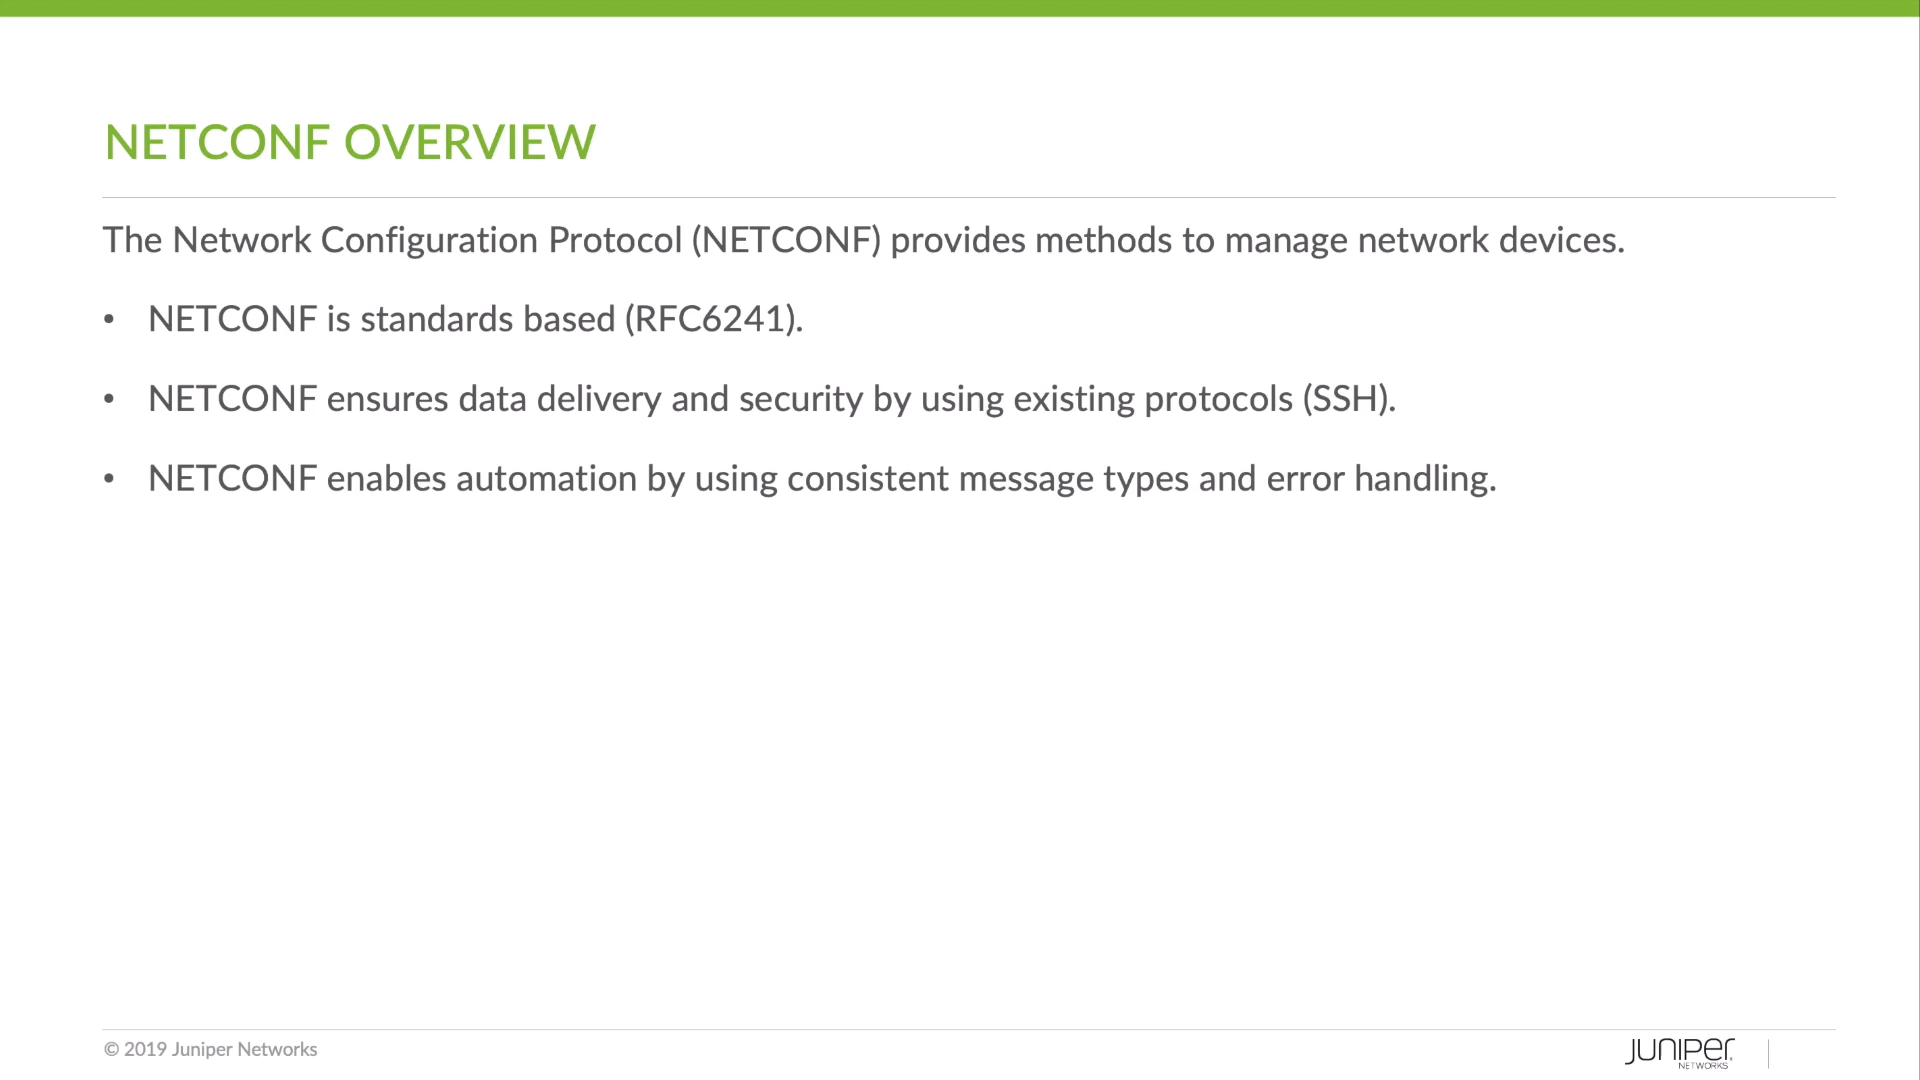 NETCONF OVERVIEW
The Network Configuration Protocol (NETCONF) provides methods to manage network devices.
• NETCONF is standards based (RFC6241).
• NETCONF ensures data delivery and security by using existing protocols (SSH).
• NETCONF enables automation by using consistent message types and error handling.
© 2019 Juniper Networks
JUNIPEr
NETWORKS